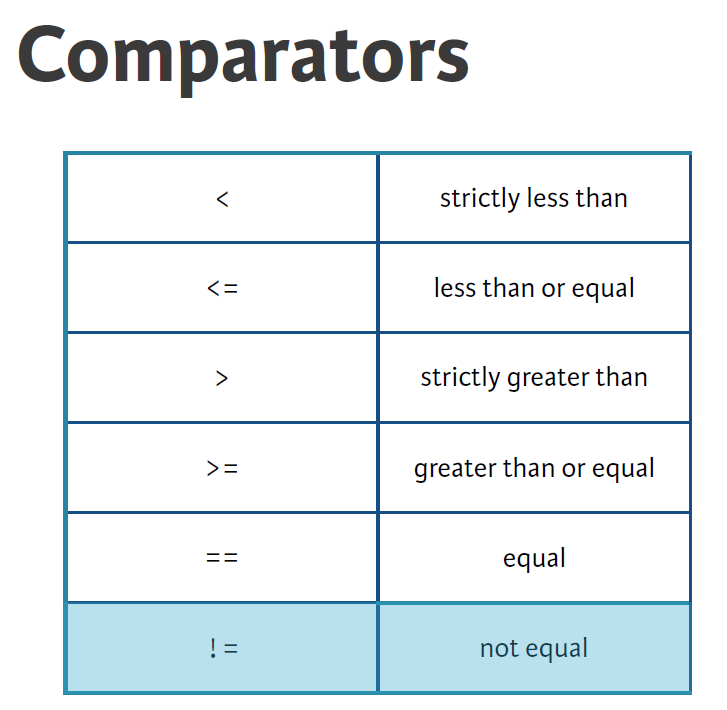 Comparators
< strictly less than
<= less than or equal
> strictly greater than
>= greater than or equal
== equal
!= not equal